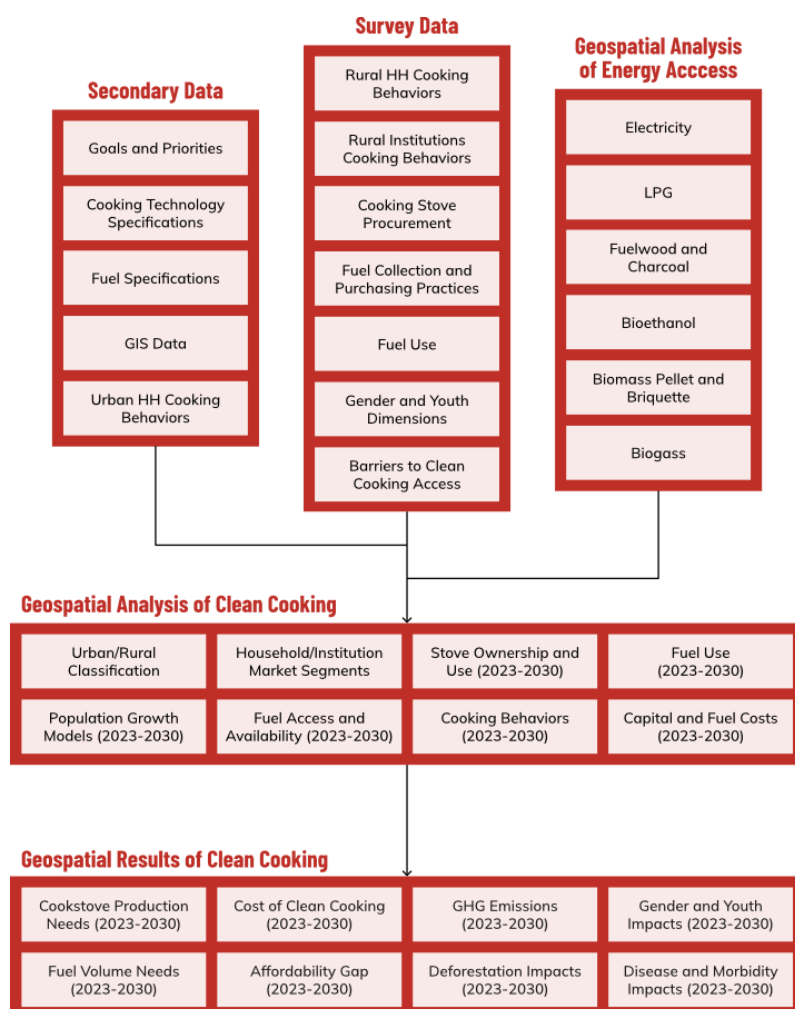 Secondary Data
Goals and Priorities
Cooking Technology
Specifications
Fuel Specifications
GIS Data
Urban HH Cooking
Behaviors
Survey Data
Rural HH Cooking
Behaviors
Rural Institutions
Cooking Behaviors
Cooking Stove
Procurement
Fuel Collection and
Purchasing Practices
Fuel Use
Gender and Youth
Dimensions
Barriers to Clean
Cooking Access
Geospatial Analysis
of Energy Acccess
Electricity
LPG
Fuelwood and
Charcoal
Bioethanol
Biomass Pellet and
Briquette
Biogass
Geospatial Analysis of Clean Cooking
Urban/Rural
Classification
Household/Institution
Market Segments
Stove Ownership and
Use (2023-2030)
Fuel Use
(2023-2030)
Population Growth
Models (2023-2030)
Fuel Access and
Availability (2023-2030)
Cooking Behaviors
(2023-2030)
Capital and Fuel Costs
(2023-2030)
Geospatial Results of Clean Cooking
Cookstove Production
Needs (2023-2030)
Cost of Clean Cooking
(2023-2030)
GHG Emissions
(2023-2030)
Gender and Youth
Impacts (2023-2030)
Fuel Volume Needs
(2023-2030)
Affordability Gap
(2023-2030)
Deforestation Impacts
(2023-2030)
Disease and Morbidity
Impacts (2023-2030)